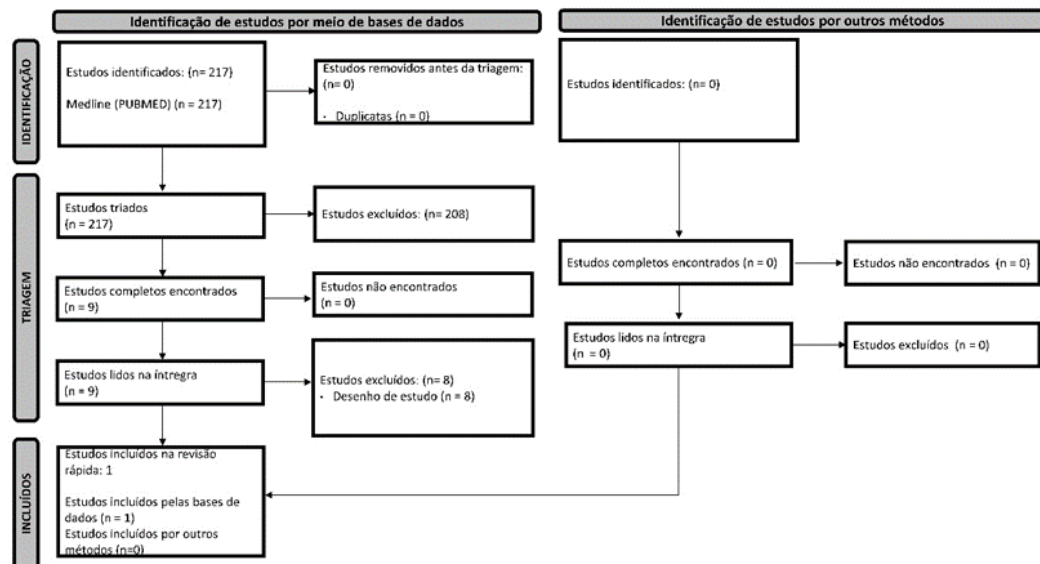 Identificação de estudos por meio de bases de dados
Identificação de estudos por outros métodos
IDENTIFICAÇÃO
Estudos identificados: (n= 217)
Medline (PUBMED) (n = 217)
Estudos removidos antes da triagem:
(n= 0)
- Duplicatas (n = 0)
Estudos identificados: (n= 0)
TRIAGEM
Estudos triados
(n = 217)
Estudos excluídos: (n= 208)
Estudos completos encontrados
(n = 9)
Estudos não encontrados
(n = 0)
Estudos completos encontrados (n = 0)
Estudos não encontrados (n = 0)
Estudos lidos na íntregra
(n = 9)
Estudos excluídos: (n= 8)
- Desenho de estudo (n = 8)
Estudos lidos na íntregra
(n = 0)
Estudos excluídos (n = 0)
INCLUÍDOS
Estudos incluídos na revisão
rápida: 1
Estudos incluídos pelas bases de
dados (n = 1)
Estudos incluídos por outros
métodos (n=0)